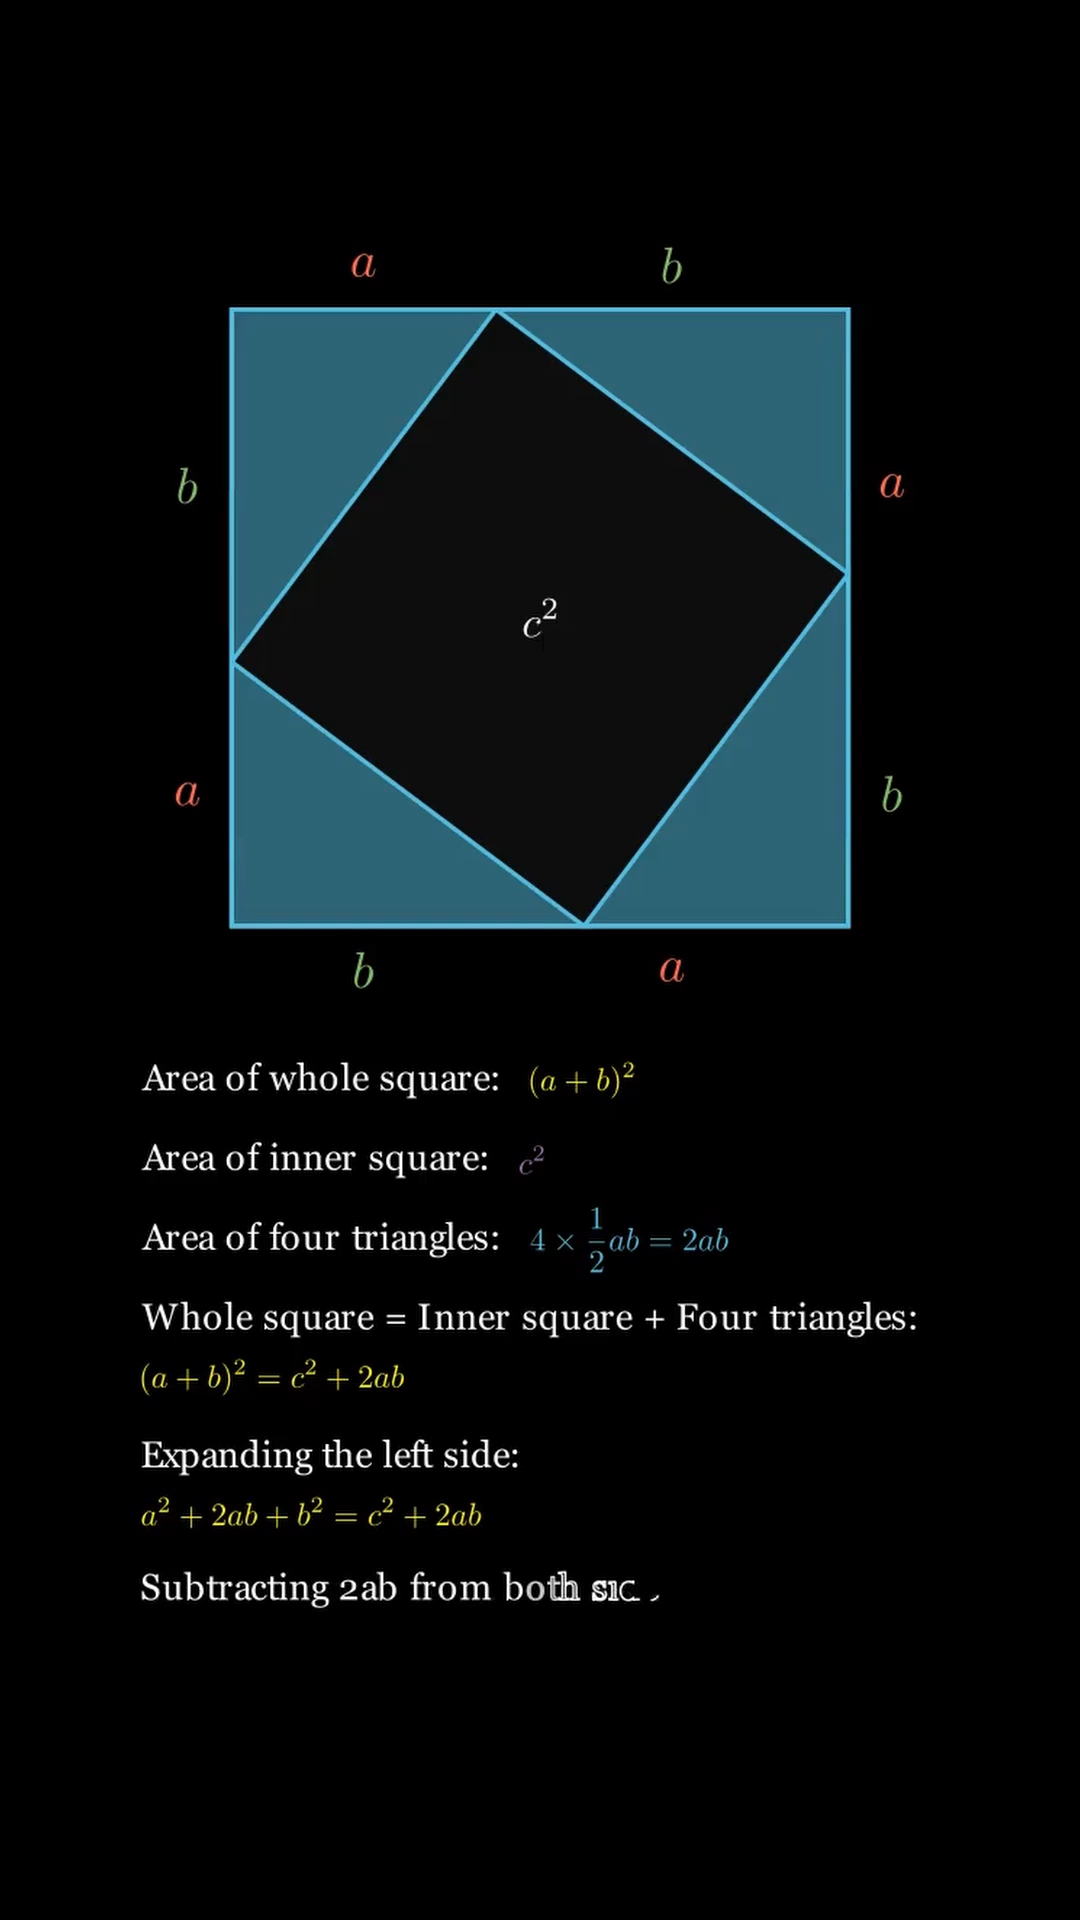 a b
b a
c²
a b
b a
Area of whole square: (a + b)²
Area of inner square: c²
Area of four triangles: 4 × 1/2 ab = 2ab
Whole square = Inner square + Four triangles:
(a + b)² = c² + 2ab
Expanding the left side:
a² + 2ab + b² = c² + 2ab
Subtracting 2ab from both